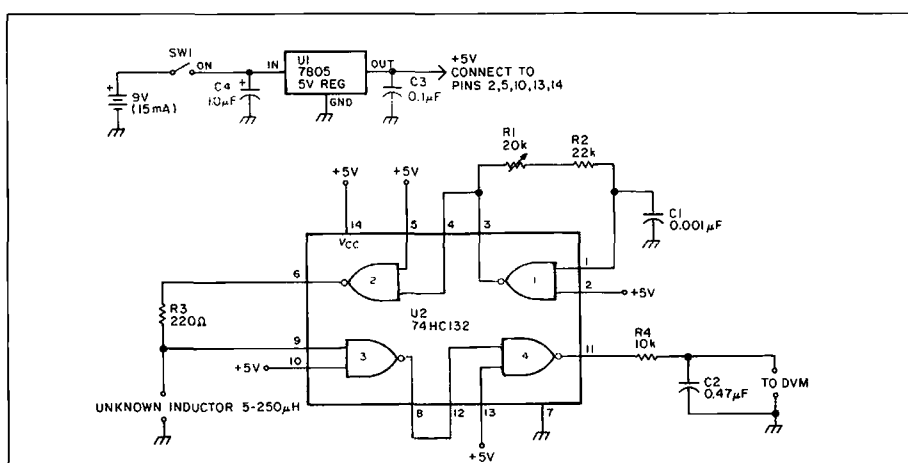 SW1
ON
9V
(15mA)
C4
10µF
IN
U1
7805
5V REG
GND
OUT
C3
0.1µF
+5V
CONNECT TO
PINS 2,5,10,13,14
R1
20k
R2
22k
C1
0.001µF
+5V
+5V
14
5
4
3
VCC
6
2
1
1
2
+5V
R3
220Ω
U2
74HC132
9
10
+5V
3
4
11
R4
10k
C2
0.47µF
TO DVM
UNKNOWN INDUCTOR 5-250µH
8
12
13
7
+5V